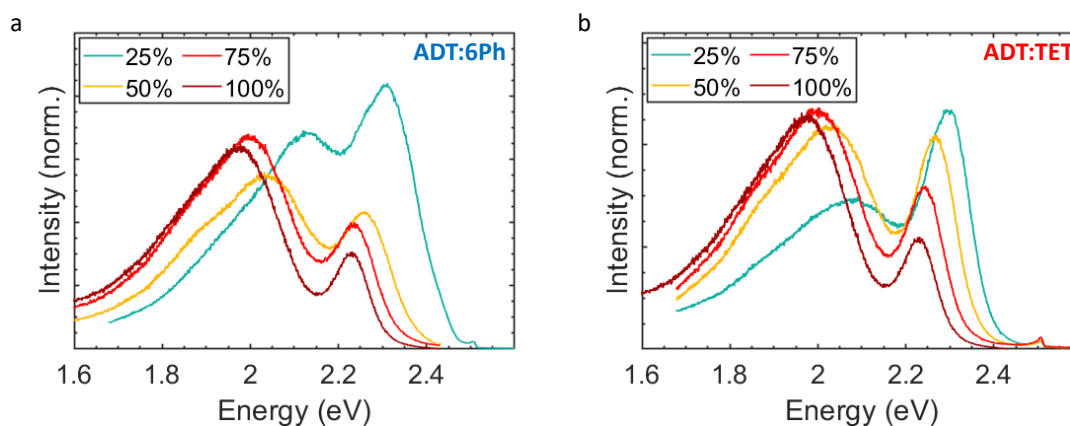 a
25% 75%
50% 100%
ADT:6Ph
Intensity (norm.)
1.6 1.8 2 2.2 2.4
Energy (eV)
b
25% 75%
50% 100%
ADT:TET
Intensity (norm.)
1.6 1.8 2 2.2 2.4
Energy (eV)